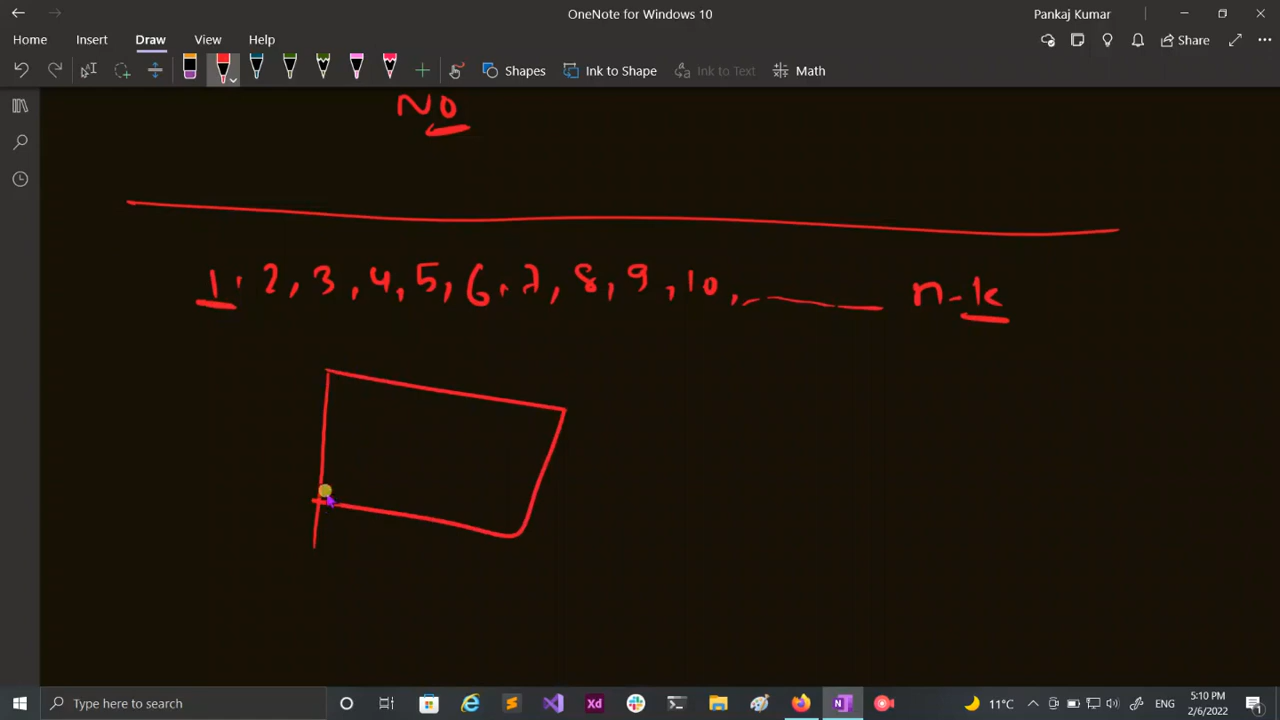 OneNote for Windows 10
Pankaj Kumar
Home Insert Draw View Help
Share
Shapes Ink to Shape Ink to Text Math
NO
1, 2, 3, 4, 5, 6, 7, 8, 9, 10, n-k
Type here to search
Xd
N
11°C
ENG
5:10 PM
2/6/2022
1